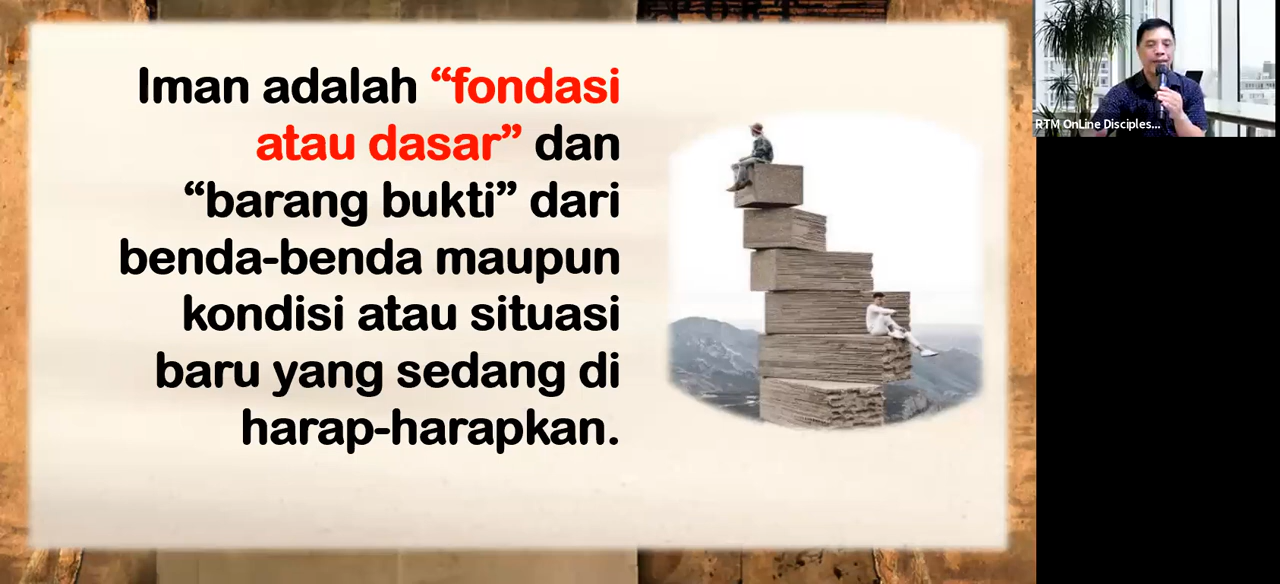 Iman adalah “fondasi
atau dasar” dan
“barang bukti” dari
benda-benda maupun
kondisi atau situasi
baru yang sedang di
harap-harapkan.
RTM OnLine Disciples...